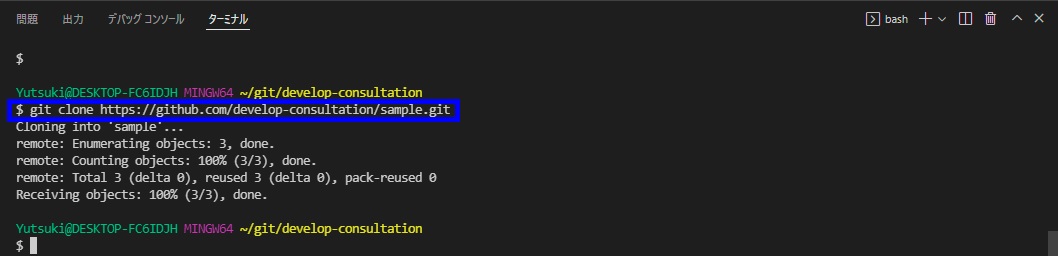 問題 出力 デバッグ コンソール ターミナル bash
$
Yutsuki@DESKTOP-FC6IDJH MINGW64 ~/git/develop-consultation
$ git clone https://github.com/develop-consultation/sample.git
Cloning into 'sample'...
remote: Enumerating objects: 3, done.
remote: Counting objects: 100% (3/3), done.
remote: Total 3 (delta 0), reused 3 (delta 0), pack-reused 0
Receiving objects: 100% (3/3), done.
Yutsuki@DESKTOP-FC6IDJH MINGW64 ~/git/develop-consultation
$